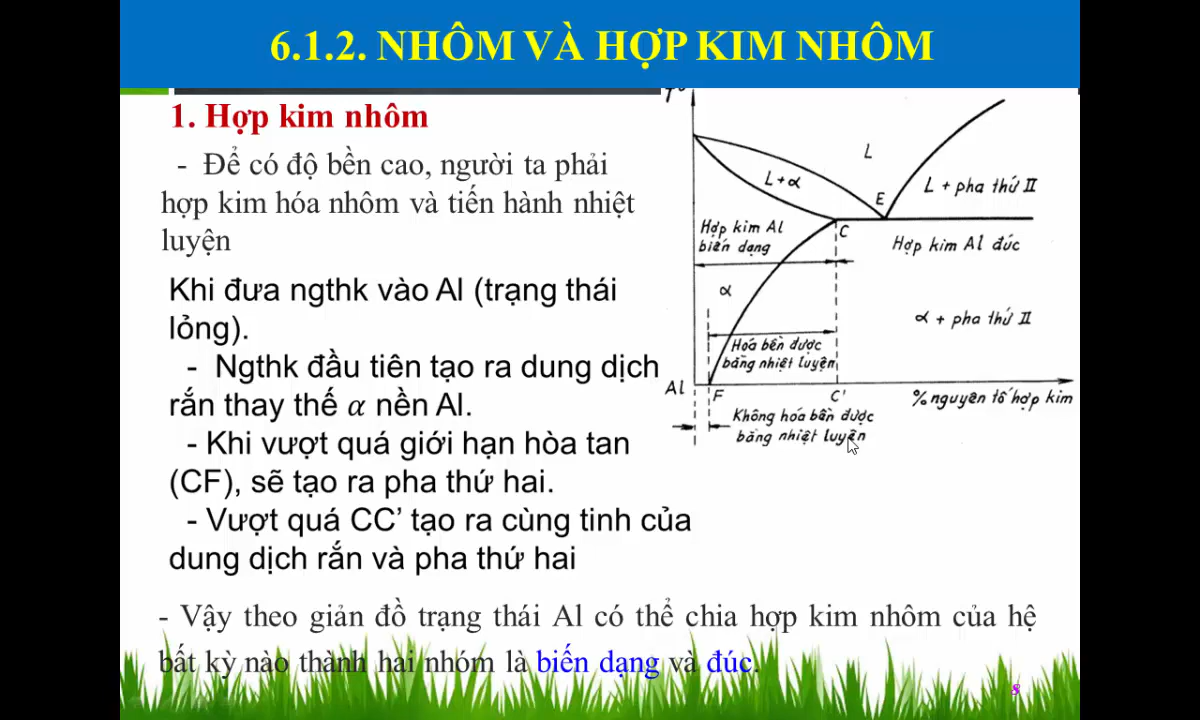 6.1.2. NHÔM VÀ HỢP KIM NHÔM
1. Hợp kim nhôm
- Để có độ bền cao, người ta phải
hợp kim hóa nhôm và tiến hành nhiệt
luyện
Khi đưa ngthk vào Al (trạng thái
lỏng).
- Ngthk đầu tiên tạo ra dung dịch
rắn thay thế α nền Al.
- Khi vượt quá giới hạn hòa tan
(CF), sẽ tạo ra pha thứ hai.
- Vượt quá CC’ tạo ra cùng tinh của
dung dịch rắn và pha thứ hai
- Vậy theo giản đồ trạng thái Al có thể chia hợp kim nhôm của hệ
bất kỳ nào thành hai nhóm là biến dạng và đúc.
T°
L
L+α
E
L + pha thứ II
Hợp kim Al
biến dạng
C
Hợp kim Al đúc
α
α + pha thứ II
Hóa bền được
bằng nhiệt luyện
Al
F
C'
% nguyên tố hợp kim
Không hóa bền được
bằng nhiệt luyện
8